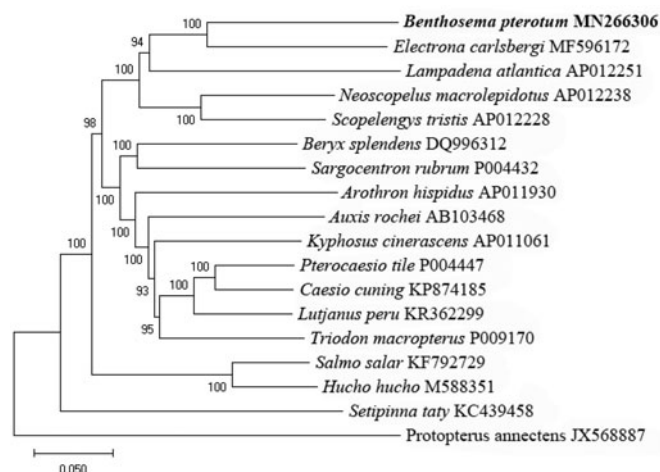 100
Benthosema pterotum MN266306
94
Electrona carlsbergi MF596172
100
Lampadena atlantica AP012251
Neoscopelus macrolepidotus AP012238
98
100
Scopelengys tristis AP012228
100
Beryx splendens DQ996312
Sargocentron rubrum P004432
100
Arothron hispidus AP011930
100
Auxis rochei AB103468
100
Kyphosus cinerascens AP011061
100
100
Pterocaesio tile P004447
100
Caesio cuning KP874185
93
Lutjanus peru KR362299
95
Triodon macropterus P009170
Salmo salar KF792729
100
Hucho hucho M588351
Setipinna taty KC439458
Protopterus annectens JX568887
0.050